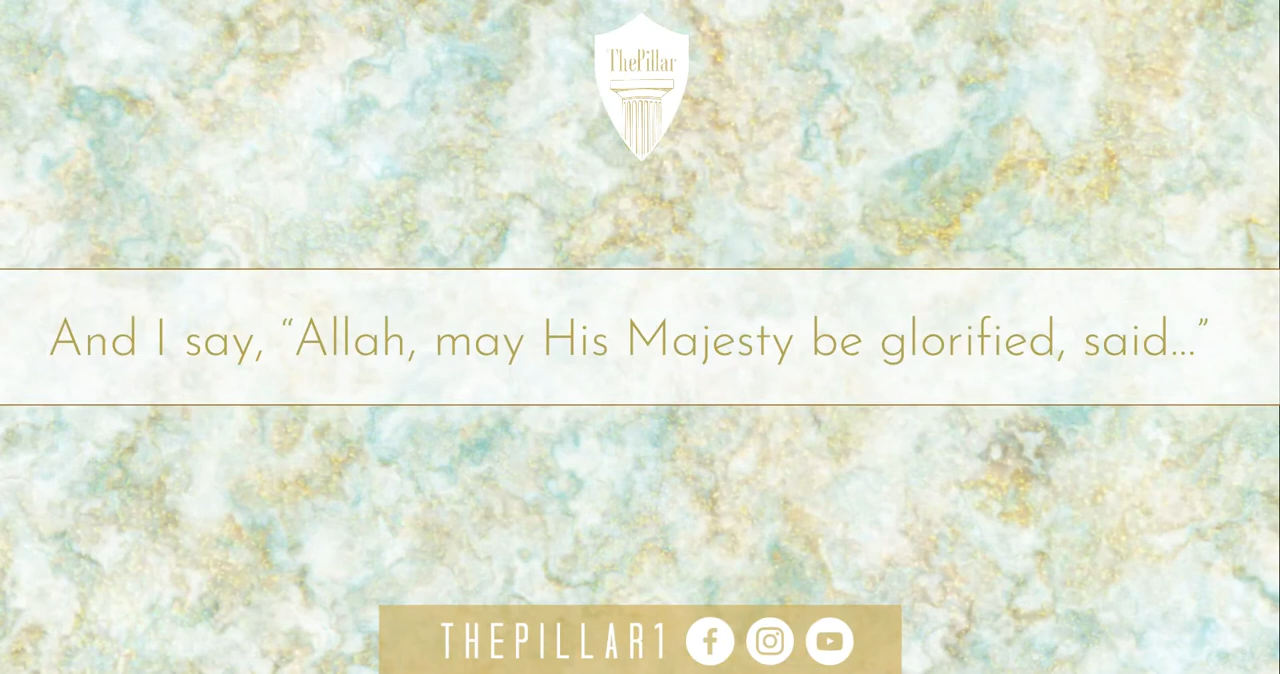 ThePillar
And I say, “Allah, may His Majesty be glorified, said...”
THEPILLAR1